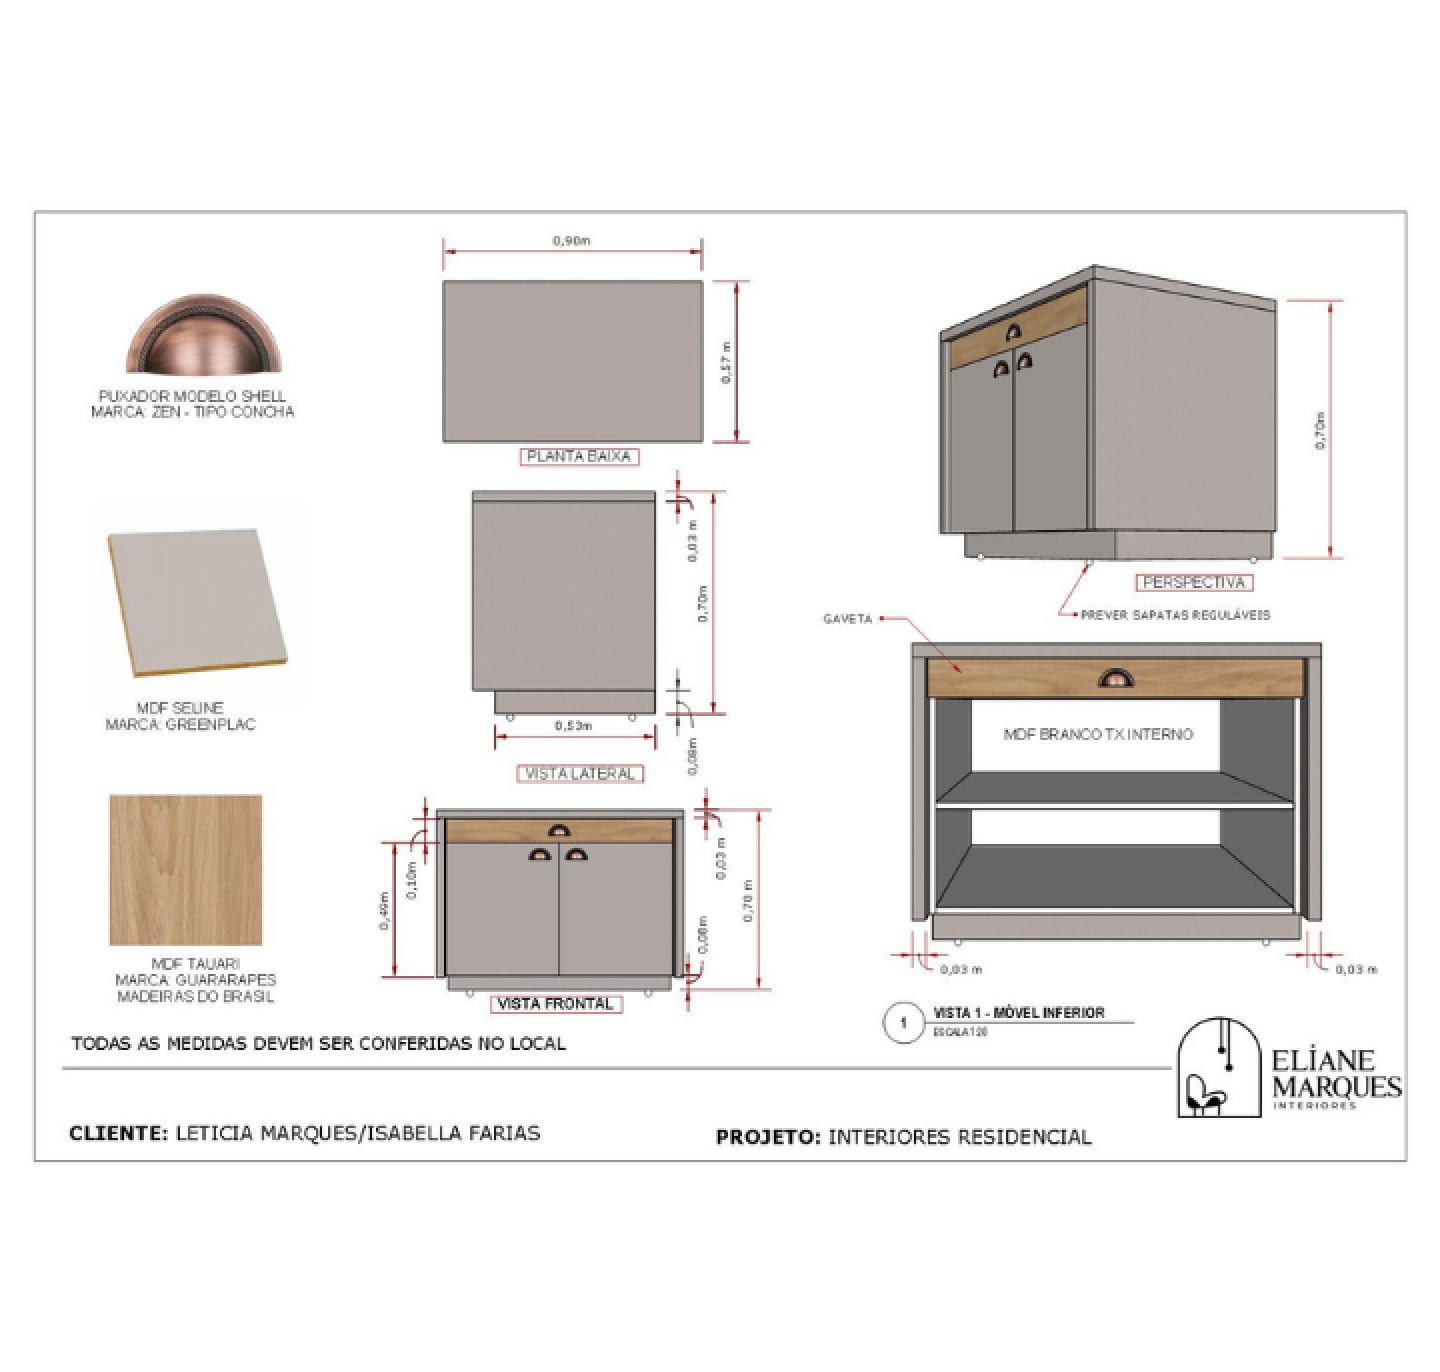 0,90m
0,57 m
PLANTA BAIXA
PUXADOR MODELO SHELL
MARCA: ZEN - TIPO CONCHA
0,03 m
0,70m
0,53m
0,08m
VISTA LATERAL
MDF SELINE
MARCA: GREENPLAC
0,10m
0,49m
0,03 m
0,70 m
0,08m
VISTA FRONTAL
MDF TAUARI
MARCA: GUARARAPES
MADEIRAS DO BRASIL
0,70m
PERSPECTIVA
PREVER SAPATAS REGULÁVEIS
GAVETA
MDF BRANCO TX INTERNO
0,03 m
0,03 m
1
VISTA 1 - MÓVEL INFERIOR
ESCALA 1:20
TODAS AS MEDIDAS DEVEM SER CONFERIDAS NO LOCAL
ELIANE
MARQUES
INTERIORES
CLIENTE: LETICIA MARQUES/ISABELLA FARIAS
PROJETO: INTERIORES RESIDENCIAL